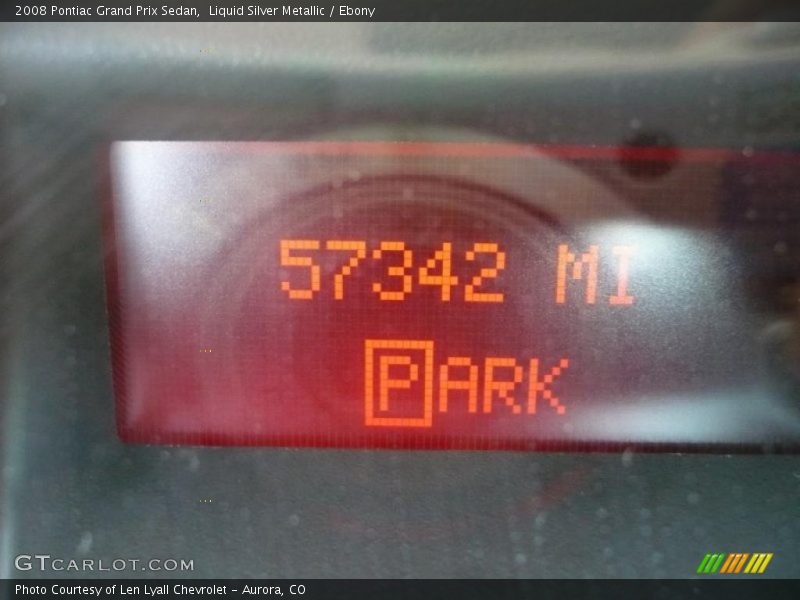 2008 Pontiac Grand Prix Sedan,  Liquid Silver Metallic / Ebony
57342 MI
PARK
GTCARLOT.COM
Photo Courtesy of Len Lyall Chevrolet - Aurora, CO